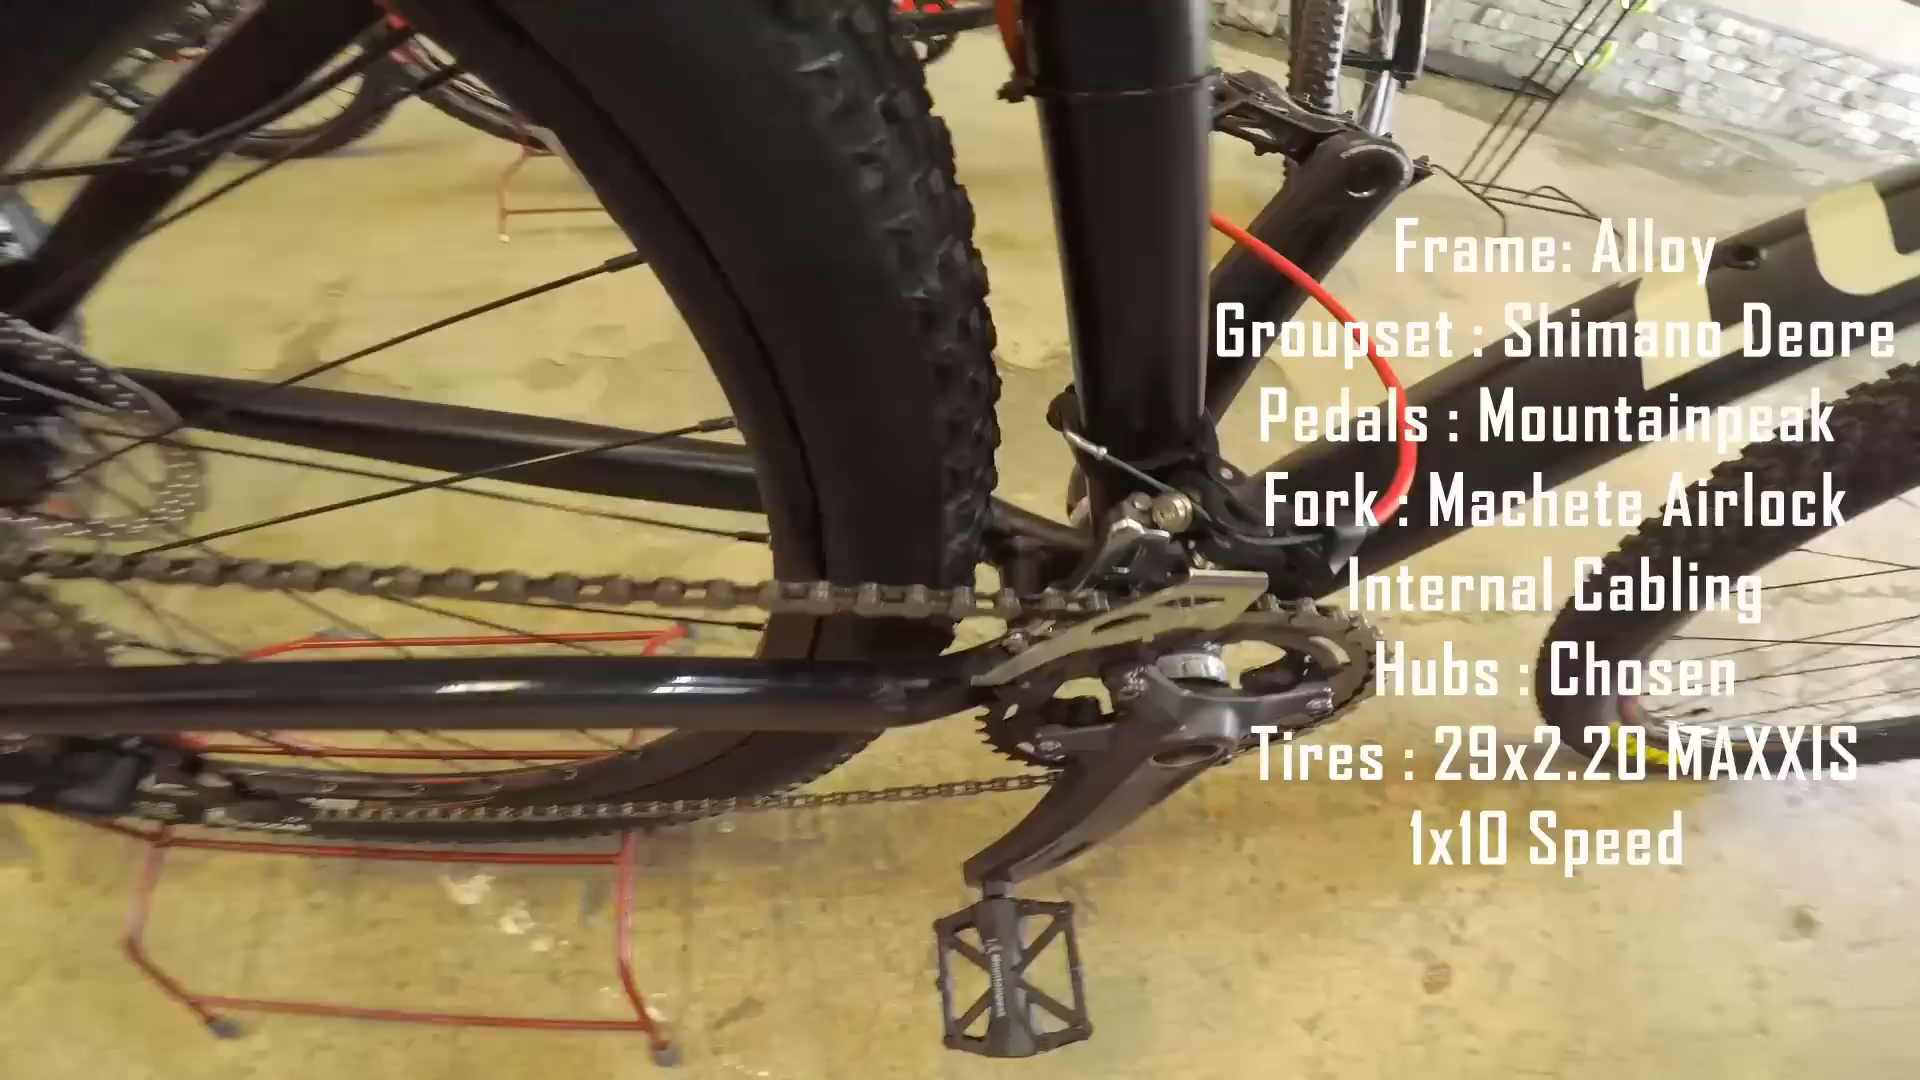 Frame: Alloy
Groupset : Shimano Deore
Pedals : Mountainpeak
Fork : Machete Airlock
Internal Cabling
Hubs : Chosen
Tires : 29x2.20 MAXXIS
1x10 Speed
Mountainpeak